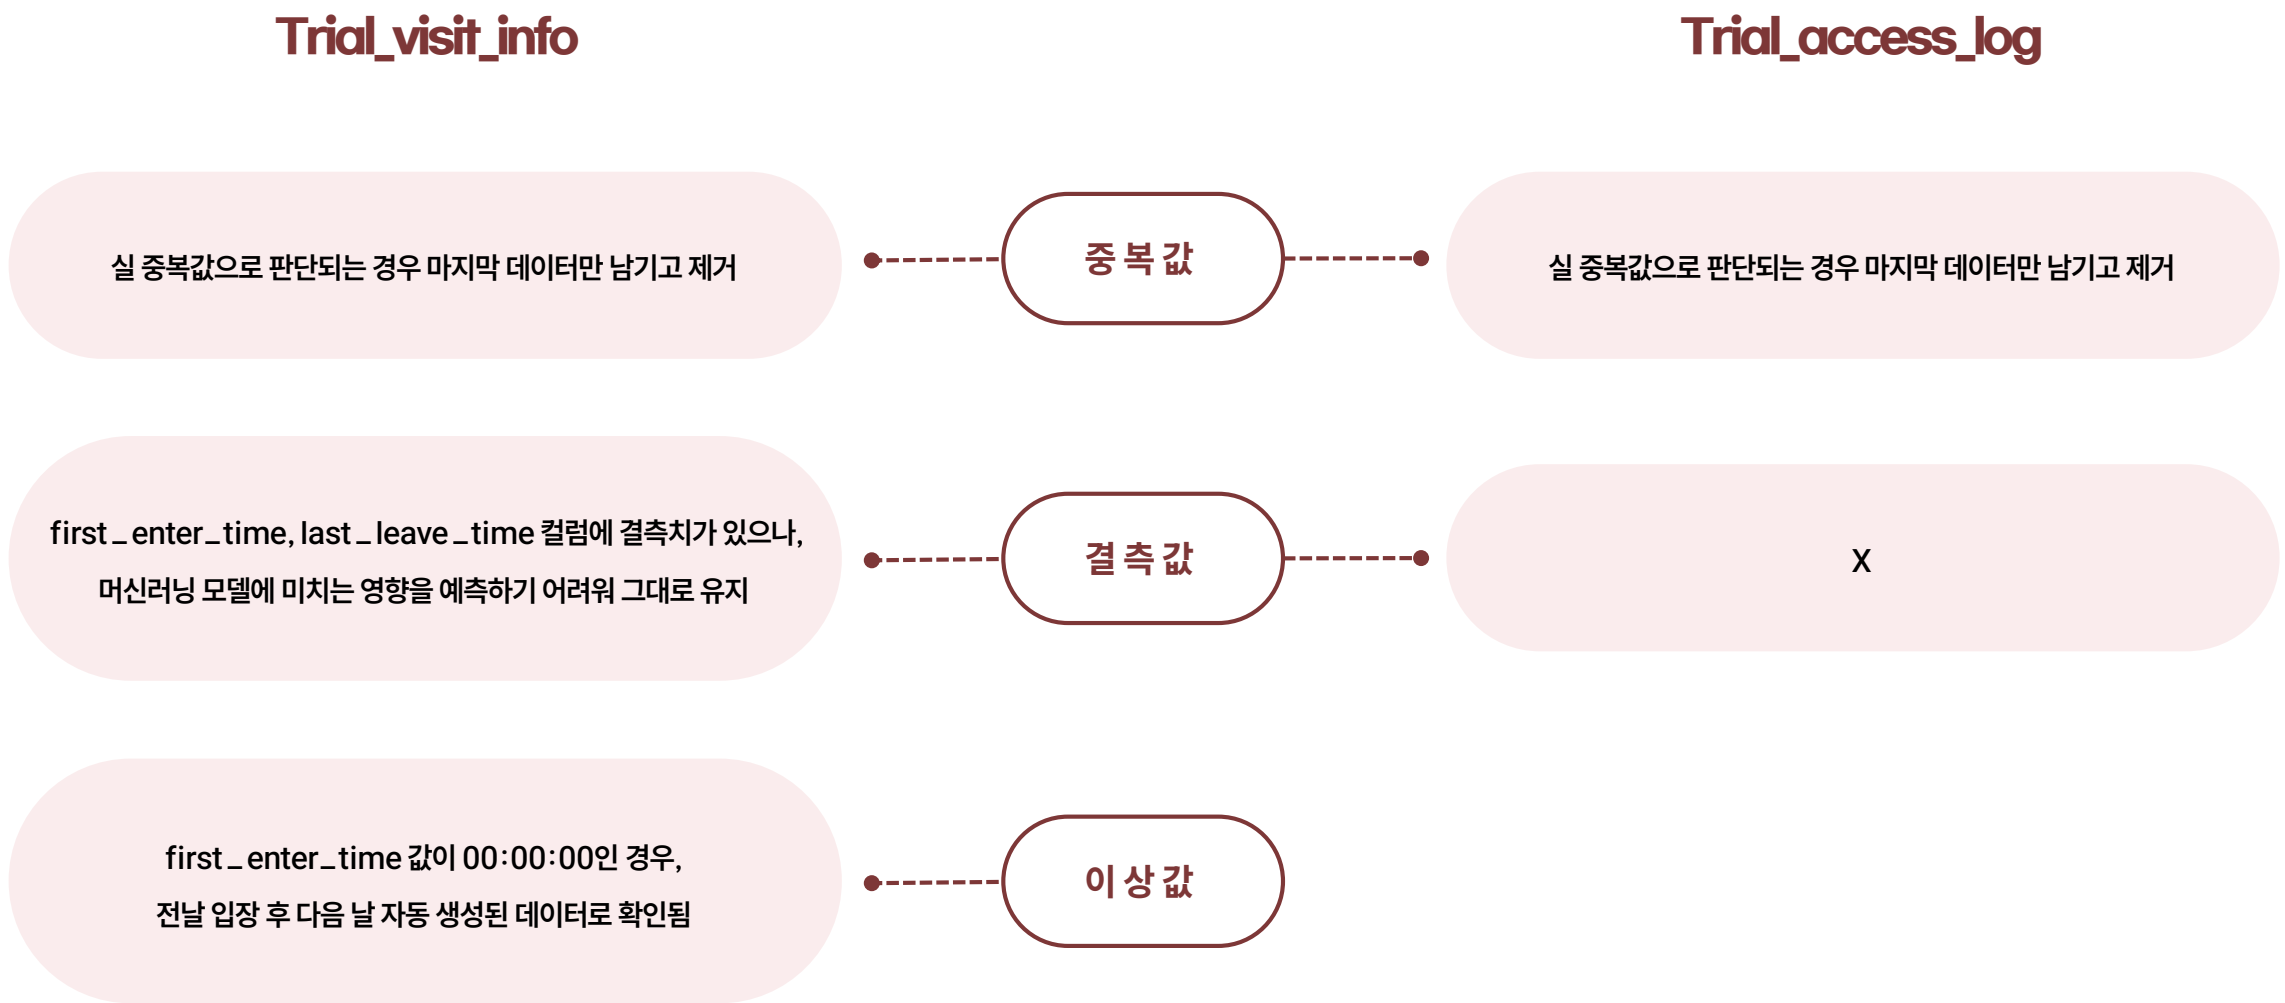 Trial_visit_info
Trial_access_log
실 중복값으로 판단되는 경우 마지막 데이터만 남기고 제거
중복값
실 중복값으로 판단되는 경우 마지막 데이터만 남기고 제거
first_enter_time, last_leave_time 컬럼에 결측치가 있으나,
머신러닝 모델에 미치는 영향을 예측하기 어려워 그대로 유지
결측값
X
first_enter_time 값이 00:00:00인 경우,
전날 입장 후 다음 날 자동 생성된 데이터로 확인됨
이상값